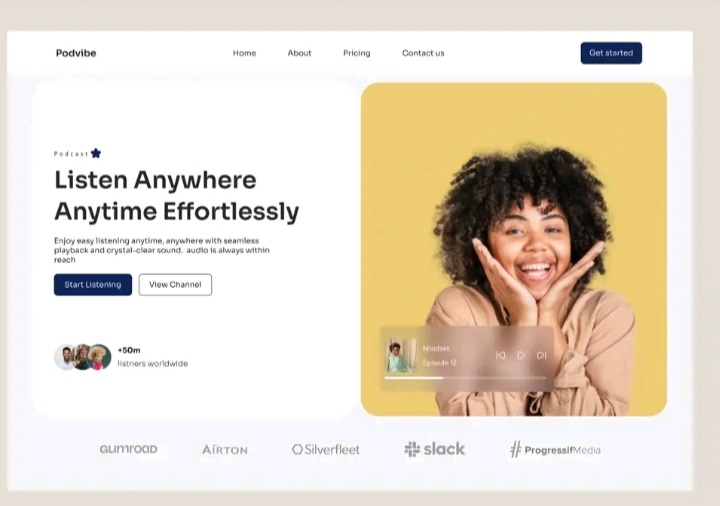 Podvibe
Home About Pricing Contact us
Get started
Podcast
Listen Anywhere
Anytime Effortlessly
Enjoy easy listening anytime, anywhere with seamless
playback and crystal-clear sound. audio is always within
reach
Start Listening
View Channel
+50m
listners worldwide
Mindset
Episode 12
GUMROAD
AÍRTON
Silverfleet
slack
ProgressifMedia